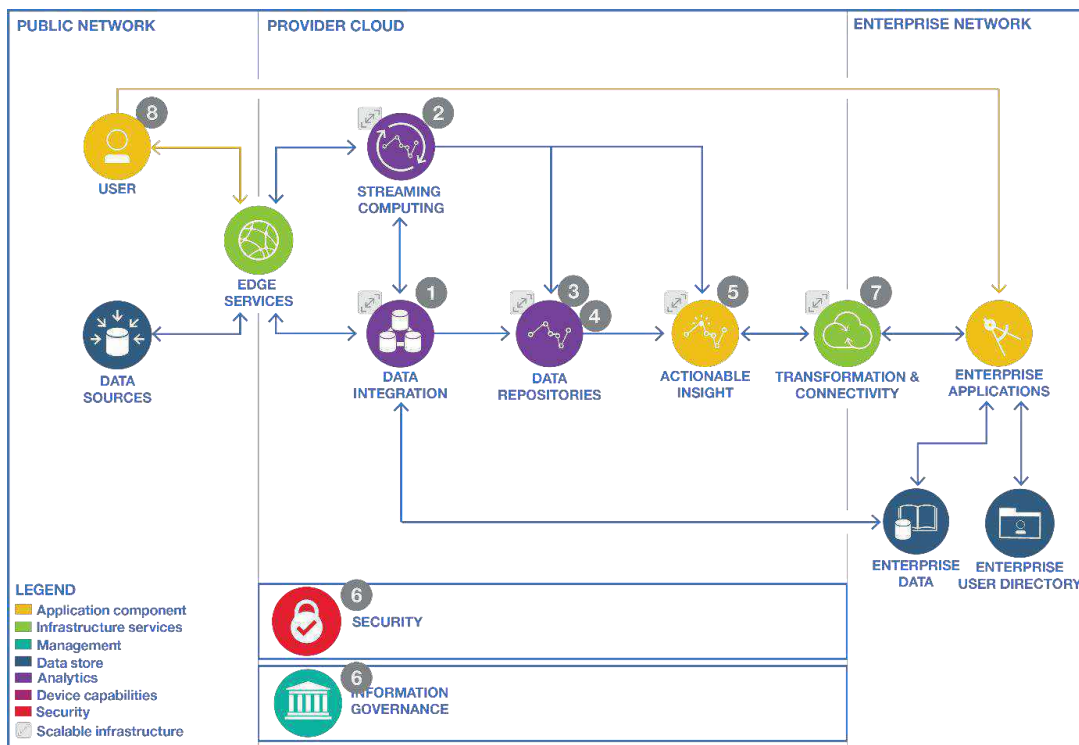 PUBLIC NETWORK
PROVIDER CLOUD
ENTERPRISE NETWORK
8
USER
2
STREAMING
COMPUTING
EDGE
SERVICES
DATA
SOURCES
1
DATA
INTEGRATION
3
4
DATA
REPOSITORIES
5
ACTIONABLE
INSIGHT
7
TRANSFORMATION &
CONNECTIVITY
ENTERPRISE
APPLICATIONS
ENTERPRISE
DATA
ENTERPRISE
USER DIRECTORY
LEGEND
Application component
Infrastructure services
Management
Data store
Analytics
Device capabilities
Security
Scalable infrastructure
6
SECURITY
6
INFORMATION
GOVERNANCE